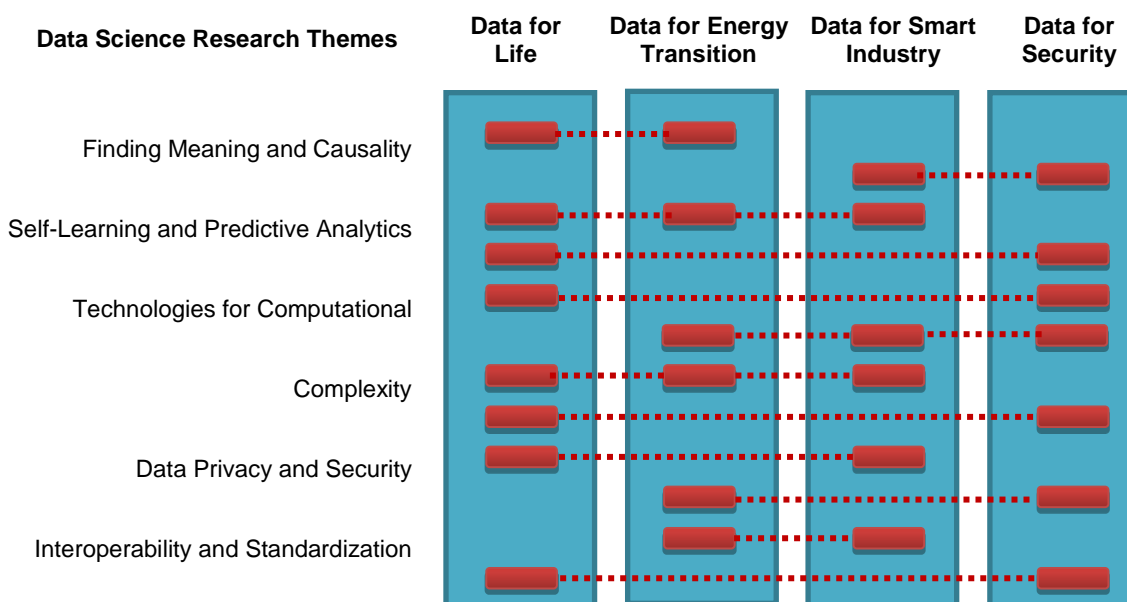 Data Science Research Themes
Data for
Life
Data for Energy
Transition
Data for Smart
Industry
Data for
Security
Finding Meaning and Causality
Self-Learning and Predictive Analytics
Technologies for Computational
Complexity
Data Privacy and Security
Interoperability and Standardization